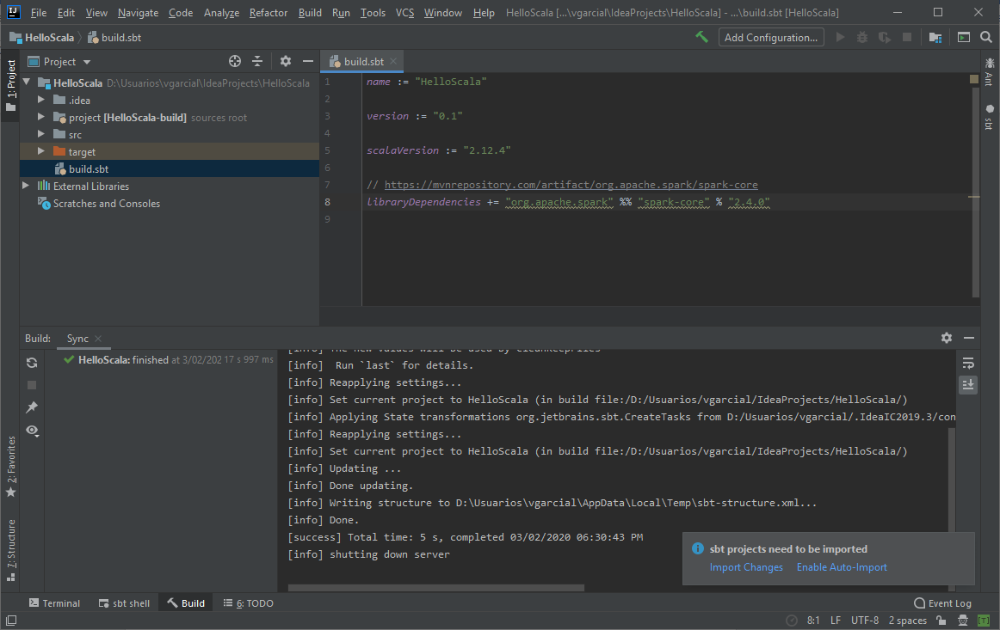 File Edit View Navigate Code Analyze Refactor Build Run Tools VCS Window Help HelloScala [...\vgarcial\IdeaProjects\HelloScala] - ...\build.sbt [HelloScala]
HelloScala build.sbt Add Configuration...
1: Project
Project
build.sbt
HelloScala D:\Usuarios\vgarcial\IdeaProjects\HelloScala
.idea
project [HelloScala-build] sources root
src
target
build.sbt
External Libraries
Scratches and Consoles
1 name := "HelloScala"
2
3 version := "0.1"
4
5 scalaVersion := "2.12.4"
6
7 // https://mvnrepository.com/artifact/org.apache.spark/spark-core
8 libraryDependencies += "org.apache.spark" %% "spark-core" % "2.4.0"
9
Ant
sbt
Build: Sync
HelloScala: finished at 3/02/202 17 s 997 ms
[info] The new values will be used by cleanKeepFiles
[info]  Run `last` for details.
[info] Reapplying settings...
[info] Set current project to HelloScala (in build file:/D:/Usuarios/vgarcial/IdeaProjects/HelloScala/)
[info] Applying State transformations org.jetbrains.sbt.CreateTasks from D:/Usuarios/vgarcial/.IdeaIC2019.3/con
[info] Reapplying settings...
[info] Set current project to HelloScala (in build file:/D:/Usuarios/vgarcial/IdeaProjects/HelloScala/)
[info] Updating ...
[info] Done updating.
[info] Writing structure to D:\Usuarios\vgarcial\AppData\Local\Temp\sbt-structure.xml...
[info] Done.
[success] Total time: 5 s, completed 03/02/2020 06:30:43 PM
[info] shutting down server
2: Favorites
7: Structure
sbt projects need to be imported
Import Changes Enable Auto-Import
Terminal sbt shell Build 6: TODO Event Log
8:1 LF UTF-8 2 spaces [T]